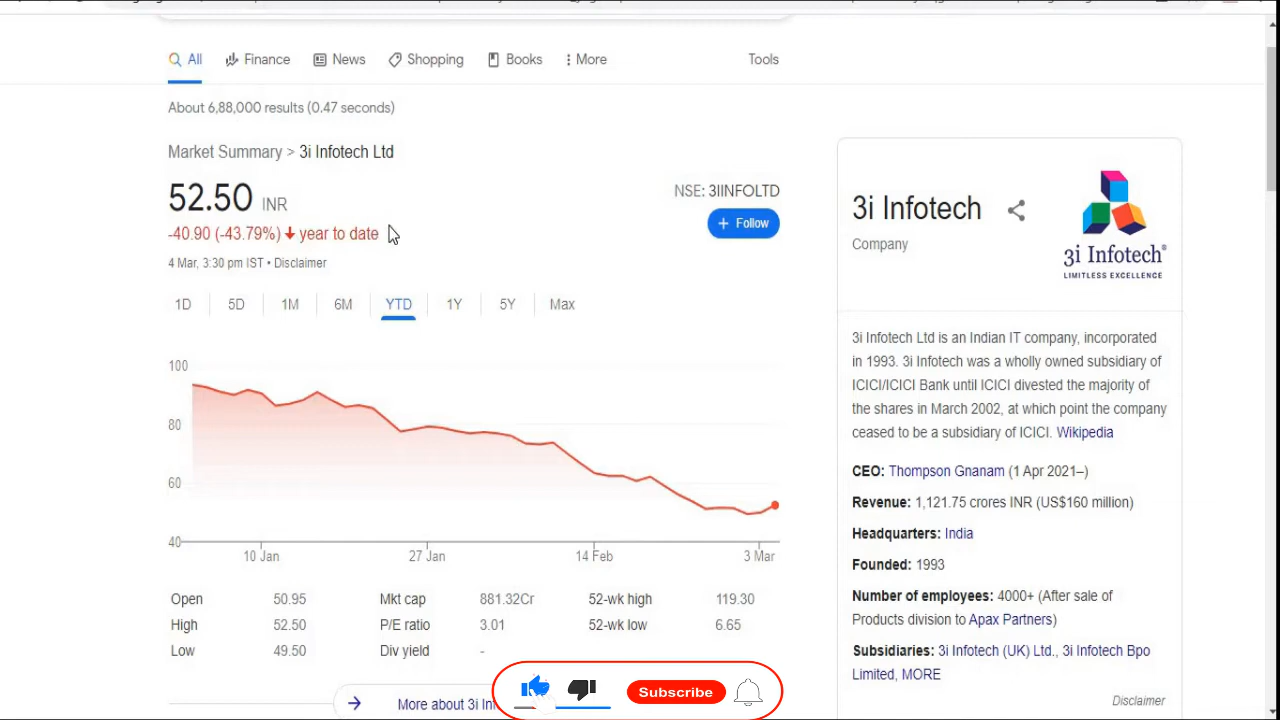 All Finance News Shopping Books More Tools
About 6,88,000 results (0.47 seconds)
Market Summary > 3i Infotech Ltd
52.50 INR
NSE: 3IINFOLTD
-40.90 (-43.79%) year to date
+ Follow
4 Mar, 3:30 pm IST • Disclaimer
1D 5D 1M 6M YTD 1Y 5Y Max
100
80
60
40
10 Jan 27 Jan 14 Feb 3 Mar
Open 50.95 Mkt cap 881.32Cr 52-wk high 119.30
High 52.50 P/E ratio 3.01 52-wk low 6.65
Low 49.50 Div yield -
More about 3i In
Subscribe
3i Infotech
Company
3i Infotech®
LIMITLESS EXCELLENCE
3i Infotech Ltd is an Indian IT company, incorporated
in 1993. 3i Infotech was a wholly owned subsidiary of
ICICI/ICICI Bank until ICICI divested the majority of
the shares in March 2002, at which point the company
ceased to be a subsidiary of ICICI. Wikipedia
CEO: Thompson Gnanam (1 Apr 2021–)
Revenue: 1,121.75 crores INR (US$160 million)
Headquarters: India
Founded: 1993
Number of employees: 4000+ (After sale of
Products division to Apax Partners)
Subsidiaries: 3i Infotech (UK) Ltd., 3i Infotech Bpo
Limited, MORE
Disclaimer